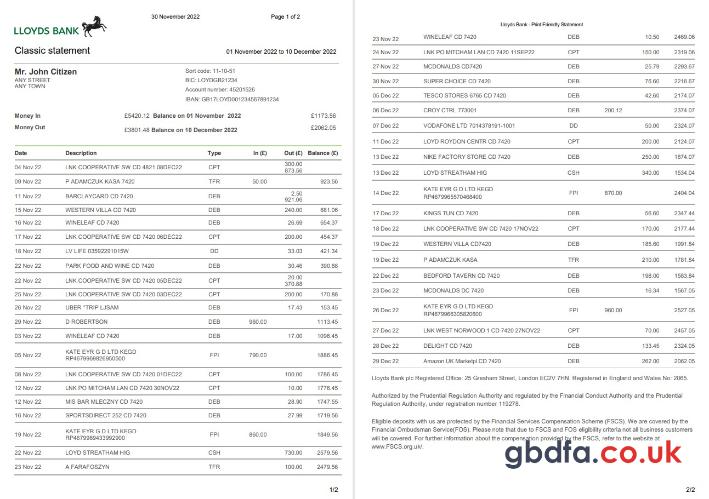 30 November 2022 Page 1 of 2
LLOYDS BANK
Classic statement 01 November 2022 to 10 December 2022
Mr. John Citizen
ANY STREET
ANY TOWN
Sort code: 11-10-51
BIC: LOYDGB21234
Account number: 45201526
IBAN: GB17LOYD001234567891234
Money In £5420.12 Balance on 01 November 2022 £1173.56
Money Out £3801.48 Balance on 10 December 2022 £2062.05
Date Description Type In (£) Out (£) Balance (£)
04 Nov 22 LNK COOPERATIVE SW CD 4821 08DEC22 CPT 300.00 873.56
09 Nov 22 P ADAMCZUK KASA 7420 TFR 50.00 923.56
11 Nov 22 BARCLAYCARD CD 7420 DEB 2.50 921.06
15 Nov 22 WESTERN VILLA CD 7420 DEB 240.00 681.06
16 Nov 22 WINELEAF CD 7420 DEB 26.69 654.37
17 Nov 22 LNK COOPERATIVE SW CD 7420 06DEC22 CPT 200.00 454.37
18 Nov 22 LV LIFE 03592291015W DD 33.03 421.34
22 Nov 22 PARK FOOD AND WINE CD 7420 DEB 30.46 390.88
22 Nov 22 LNK COOPERATIVE SW CD 7420 05DEC22 CPT 20.00 370.88
25 Nov 22 LNK COOPERATIVE SW CD 7420 03DEC22 CPT 200.00 170.88
26 Nov 22 UBER *TRIP LJSAM DEB 17.43 153.45
29 Nov 22 D ROBERTSON DEB 960.00 1113.45
03 Nov 22 WINELEAF CD 7420 DEB 17.00 1096.45
05 Nov 22 KATE EYR G D LTD KEGD FPI 790.00 1886.45
RP4679969826950500
08 Nov 22 LNK COOPERATIVE SW CD 7420 01DEC22 CPT 100.00 1786.45
12 Nov 22 LNK PO MITCHAM LAN CD 7420 30NOV22 CPT 10.00 1776.45
12 Nov 22 MIS BAR MLECZNY CD 7420 DEB 28.90 1747.55
16 Nov 22 SPORTSDIRECT 252 CD 7420 DEB 27.99 1719.56
19 Nov 22 KATE EYR G D LTD KEGD FPI 860.00 1849.56
RP4679969433992900
22 Nov 22 LOYD STREATHAM HIG CSH 730.00 2579.56
23 Nov 22 A FARAFOSZYN TFR 100.00 2479.56
1/2
Lloyds Bank - Print Friendly Statement
23 Nov 22 WINELEAF CD 7420 DEB 10.50 2469.06
24 Nov 22 LNK PO MITCHAM LAN CD 7420 11SEP22 CPT 150.00 2319.06
27 Nov 22 MCDONALDS CD7420 DEB 25.79 2293.67
30 Nov 22 SUPER CHOICE CD 7420 DEB 75.60 2216.67
05 Dec 22 TESCO STORES 6765 CD 7420 DEB 42.60 2174.07
06 Dec 22 CROY CTRL 773001 DEB 200.12 2374.07
07 Dec 22 VODAFONE LTD 7014378191-1001 DD 50.00 2324.07
11 Dec 22 LOYD ROYDON CENTR CD 7420 CPT 200.00 2124.07
13 Dec 22 NIKE FACTORY STORE CD 7420 DEB 250.00 1874.07
13 Dec 22 LLOYD STREATHAM HIG CSH 340.00 1534.04
14 Dec 22 KATE EYR G D LTD KEGD FPI 870.00 2404.04
RP4679965570468400
17 Dec 22 KINGS TUN CD 7420 DEB 56.60 2347.44
18 Dec 22 LNK COOPERATIVE SW CD 7420 17NOV22 CPT 170.00 2177.44
19 Dec 22 WESTERN VILLA CD7420 DEB 185.60 1991.84
19 Dec 22 P ADAMCZUK KASA TFR 210.00 1781.84
22 Dec 22 BEDFORD TAVERN CD 7420 DEB 198.00 1583.84
23 Nov 22 MCDONALDS DC 7420 DEB 16.34 1567.05
26 Dec 22 KATE EYR G D LTD KEGD FPI 960.00 2527.05
RP4679968305820800
27 Dec 22 LNK WEST NORWOOD 1 CD 7420 27NOV22 CPT 70.00 2457.05
28 Dec 22 DELIGHT CD 7420 DEB 133.45 2324.05
29 Dec 22 Amazon UK Marketpl CD 7420 DEB 262.00 2062.05
Lloyds Bank plc Registered Office: 25 Gresham Street, London EC2V 7HN. Registered in England and Wales No: 2065.
Authorized by the Prudential Regulation Authority and regulated by the Financial Conduct Authority and the Prudential
Regulation Authority, under registration number 119278.
Eligible deposits with us are protected by the Financial Services Compensation Scheme (FSCS). We are covered by the
Financial Ombudsman Service(FOS). Please note that due to FSCS and FOS eligibility criteria not all business customers
will be covered. For further information about the compensation provided by the FSCS, refer to the website at
www.FSCS.org.uk/.
gbdfa.co.uk
2/2